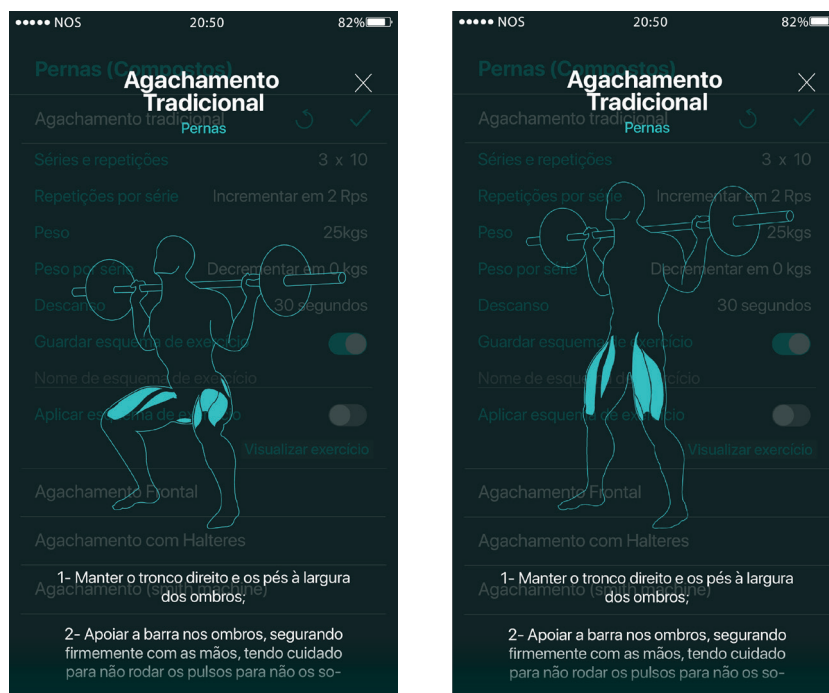 NOS 20:50 82%
Pernas (Compostos)
Agachamento
Tradicional
Pernas
Agachamento tradicional
Séries e repetições 3 x 10
Repetições por série Incrementar em 2 Rps
Peso 25kgs
Peso por série Decrementar em 0 kgs
Descanso 30 segundos
Guardar esquema de exercício
Nome de esquema de exercício
Aplicar esquema de exercício
Visualizar exercício
Agachamento Frontal
Agachamento com Halteres
Agachamento (smith machine)
1- Manter o tronco direito e os pés à largura
dos ombros;
2- Apoiar a barra nos ombros, segurando
firmemente com as mãos, tendo cuidado
para não rodar os pulsos para não os so-
NOS 20:50 82%
Pernas (Compostos)
Agachamento
Tradicional
Pernas
Agachamento tradicional
Séries e repetições 3 x 10
Repetições por série Incrementar em 2 Rps
Peso 25kgs
Peso por série Decrementar em 0 kgs
Descanso 30 segundos
Guardar esquema de exercício
Nome de esquema de exercício
Aplicar esquema de exercício
Visualizar exercício
Agachamento Frontal
Agachamento com Halteres
Agachamento (smith machine)
1- Manter o tronco direito e os pés à largura
dos ombros;
2- Apoiar a barra nos ombros, segurando
firmemente com as mãos, tendo cuidado
para não rodar os pulsos para não os so-